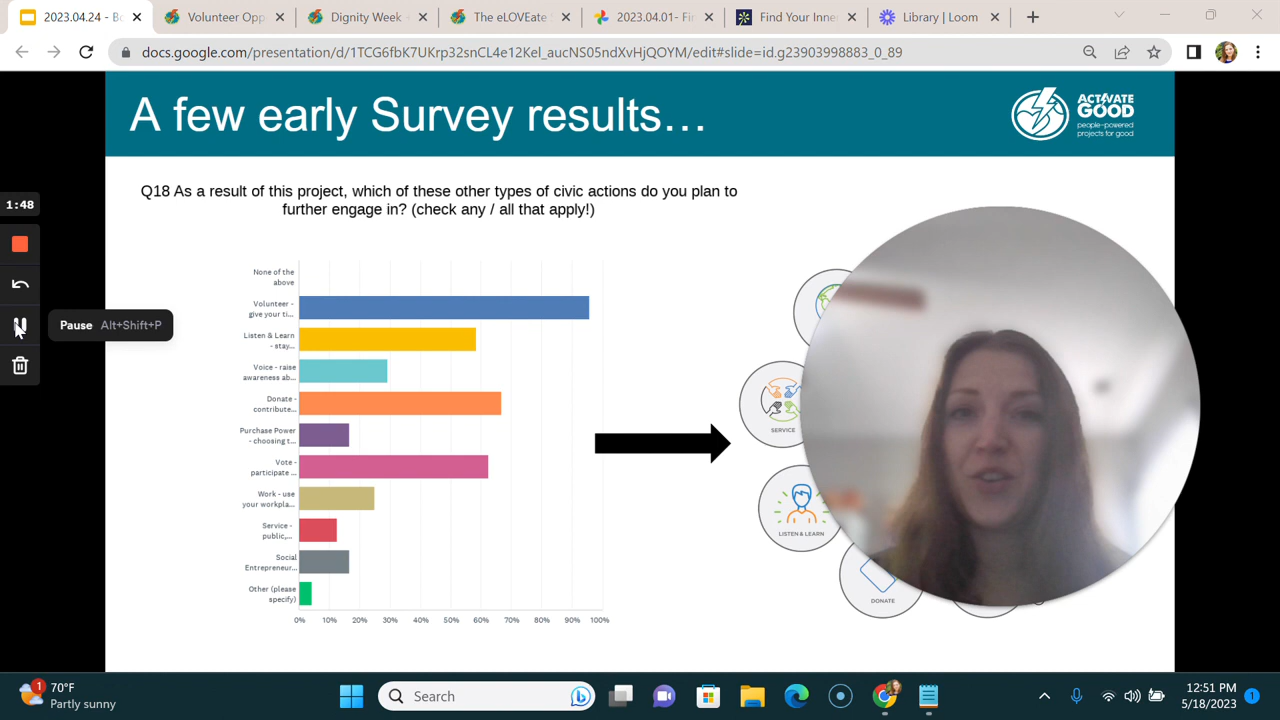 2023.04.24 - B
Volunteer Opp
Dignity Week
The eLOVEate S
2023.04.01- Fi
Find Your Inne
Library | Loom
docs.google.com/presentation/d/1TCG6fbK7UKrp32snCL4e12Kel_aucNS05ndXvHjQOYM/edit#slide=id.g23903998883_0_89
A few early Survey results…
ACTIVATE
GOOD
people-powered
projects for good
Q18 As a result of this project, which of these other types of civic actions do you plan to
further engage in? (check any / all that apply!)
1:48
Pause Alt+Shift+P
None of the
above
Volunteer -
give your ti...
Listen & Learn
- stay...
Voice - raise
awareness ab...
Donate -
contribute...
Purchase Power
- choosing t...
Vote -
participate ...
Work - use
your workpla...
Service -
public,...
Social
Entrepreneur...
Other (please
specify)
0% 10% 20% 30% 40% 50% 60% 70% 80% 90% 100%
SERVICE
LISTEN & LEARN
DONATE
1
70°F
Partly sunny
Search
12:51 PM
5/18/2023
1